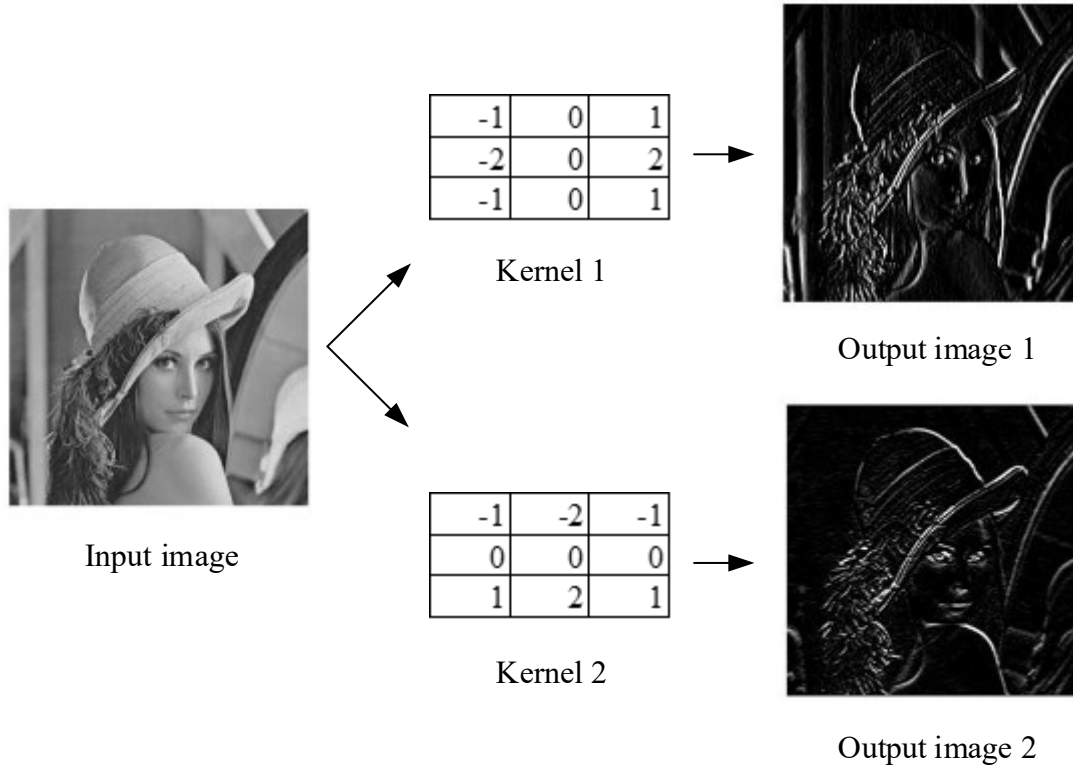 -1 0 1
-2 0 2
-1 0 1
Kernel 1
Output image 1
Input image
-1 -2 -1
0 0 0
1 2 1
Kernel 2
Output image 2